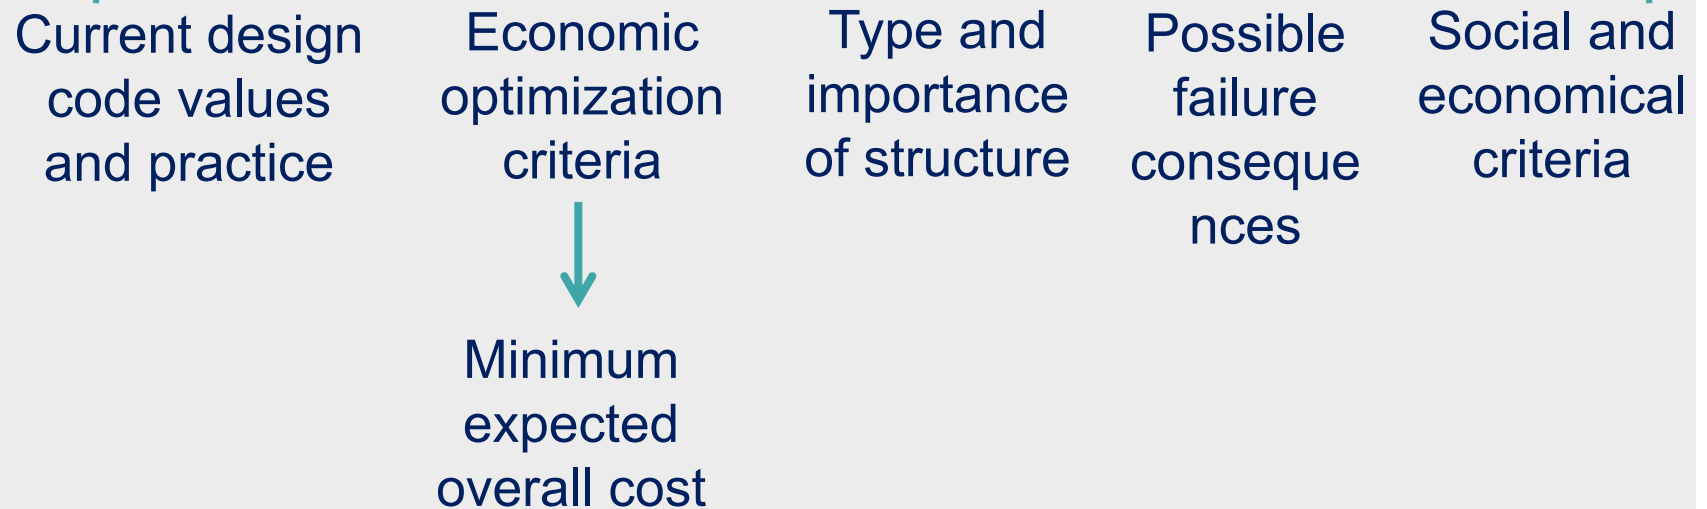 Current design
code values
and practice
Economic
optimization
criteria
Type and
importance
of structure
Possible
failure
conseque
nces
Social and
economical
criteria
Minimum
expected
overall cost